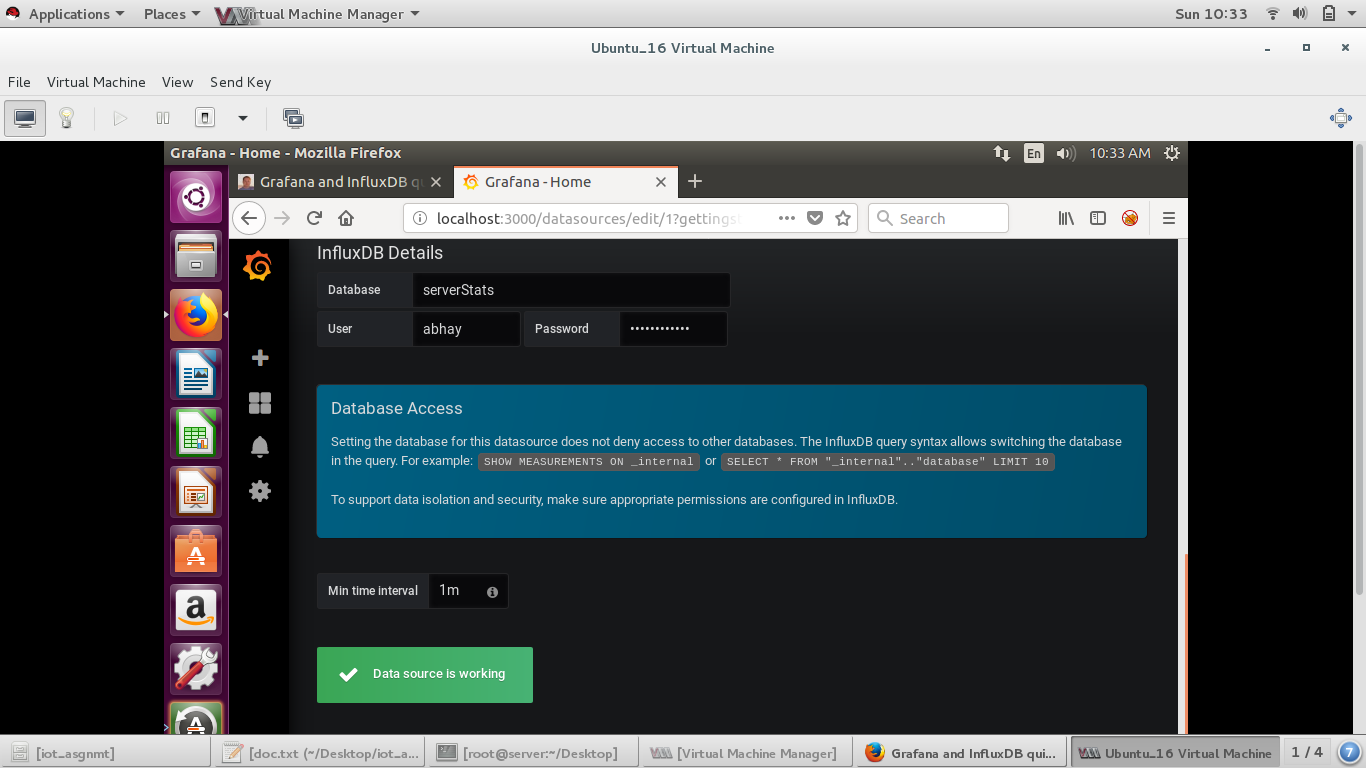 Applications Places Virtual Machine Manager Sun 10:33
Ubuntu_16 Virtual Machine
File Virtual Machine View Send Key
Grafana - Home - Mozilla Firefox En 10:33 AM
Grafana and InfluxDB q Grafana - Home
localhost:3000/datasources/edit/1?gettings Search
InfluxDB Details
Database serverStats
User abhay Password ••••••••••••
Database Access
Setting the database for this datasource does not deny access to other databases. The InfluxDB query syntax allows switching the database
in the query. For example: SHOW MEASUREMENTS ON _internal or SELECT * FROM "_internal".."database" LIMIT 10
To support data isolation and security, make sure appropriate permissions are configured in InfluxDB.
Min time interval 1m
Data source is working
[iot_asgnmt] [doc.txt (~/Desktop/iot_a... [root@server:~/Desktop] [Virtual Machine Manager] Grafana and InfluxDB qui... Ubuntu_16 Virtual Machine 1 / 4 7